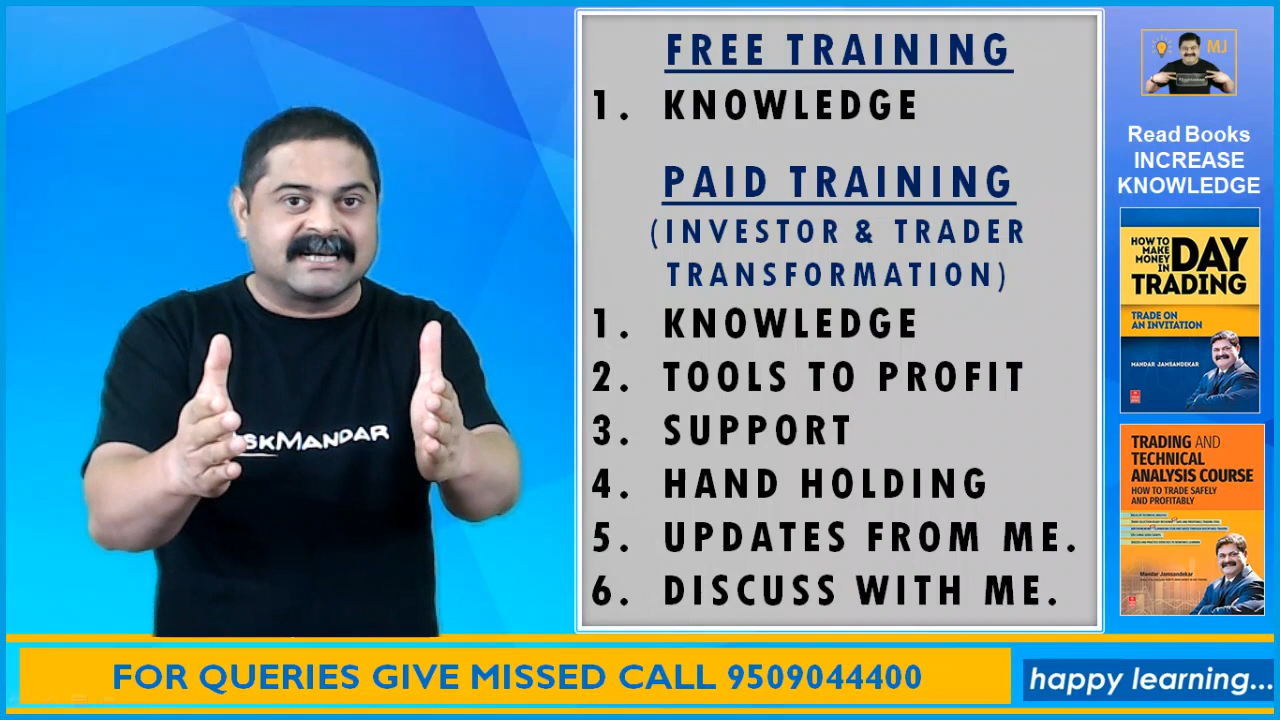 FREE TRAINING
1. KNOWLEDGE
PAID TRAINING
(INVESTOR & TRADER
TRANSFORMATION)
1. KNOWLEDGE
2. TOOLS TO PROFIT
3. SUPPORT
4. HAND HOLDING
5. UPDATES FROM ME.
6. DISCUSS WITH ME.
SKMANDAR
MJ
Read Books
INCREASE
KNOWLEDGE
HOW TO
MAKE
MONEY
IN DAY
TRADING
TRADE ON
AN INVITATION
MANDAR JAMSANDEKAR
TRADING AND
TECHNICAL
ANALYSIS COURSE
HOW TO TRADE SAFELY
AND PROFITABLY
Mandar Jamsandekar
FOR QUERIES GIVE MISSED CALL 9509044400
happy learning...